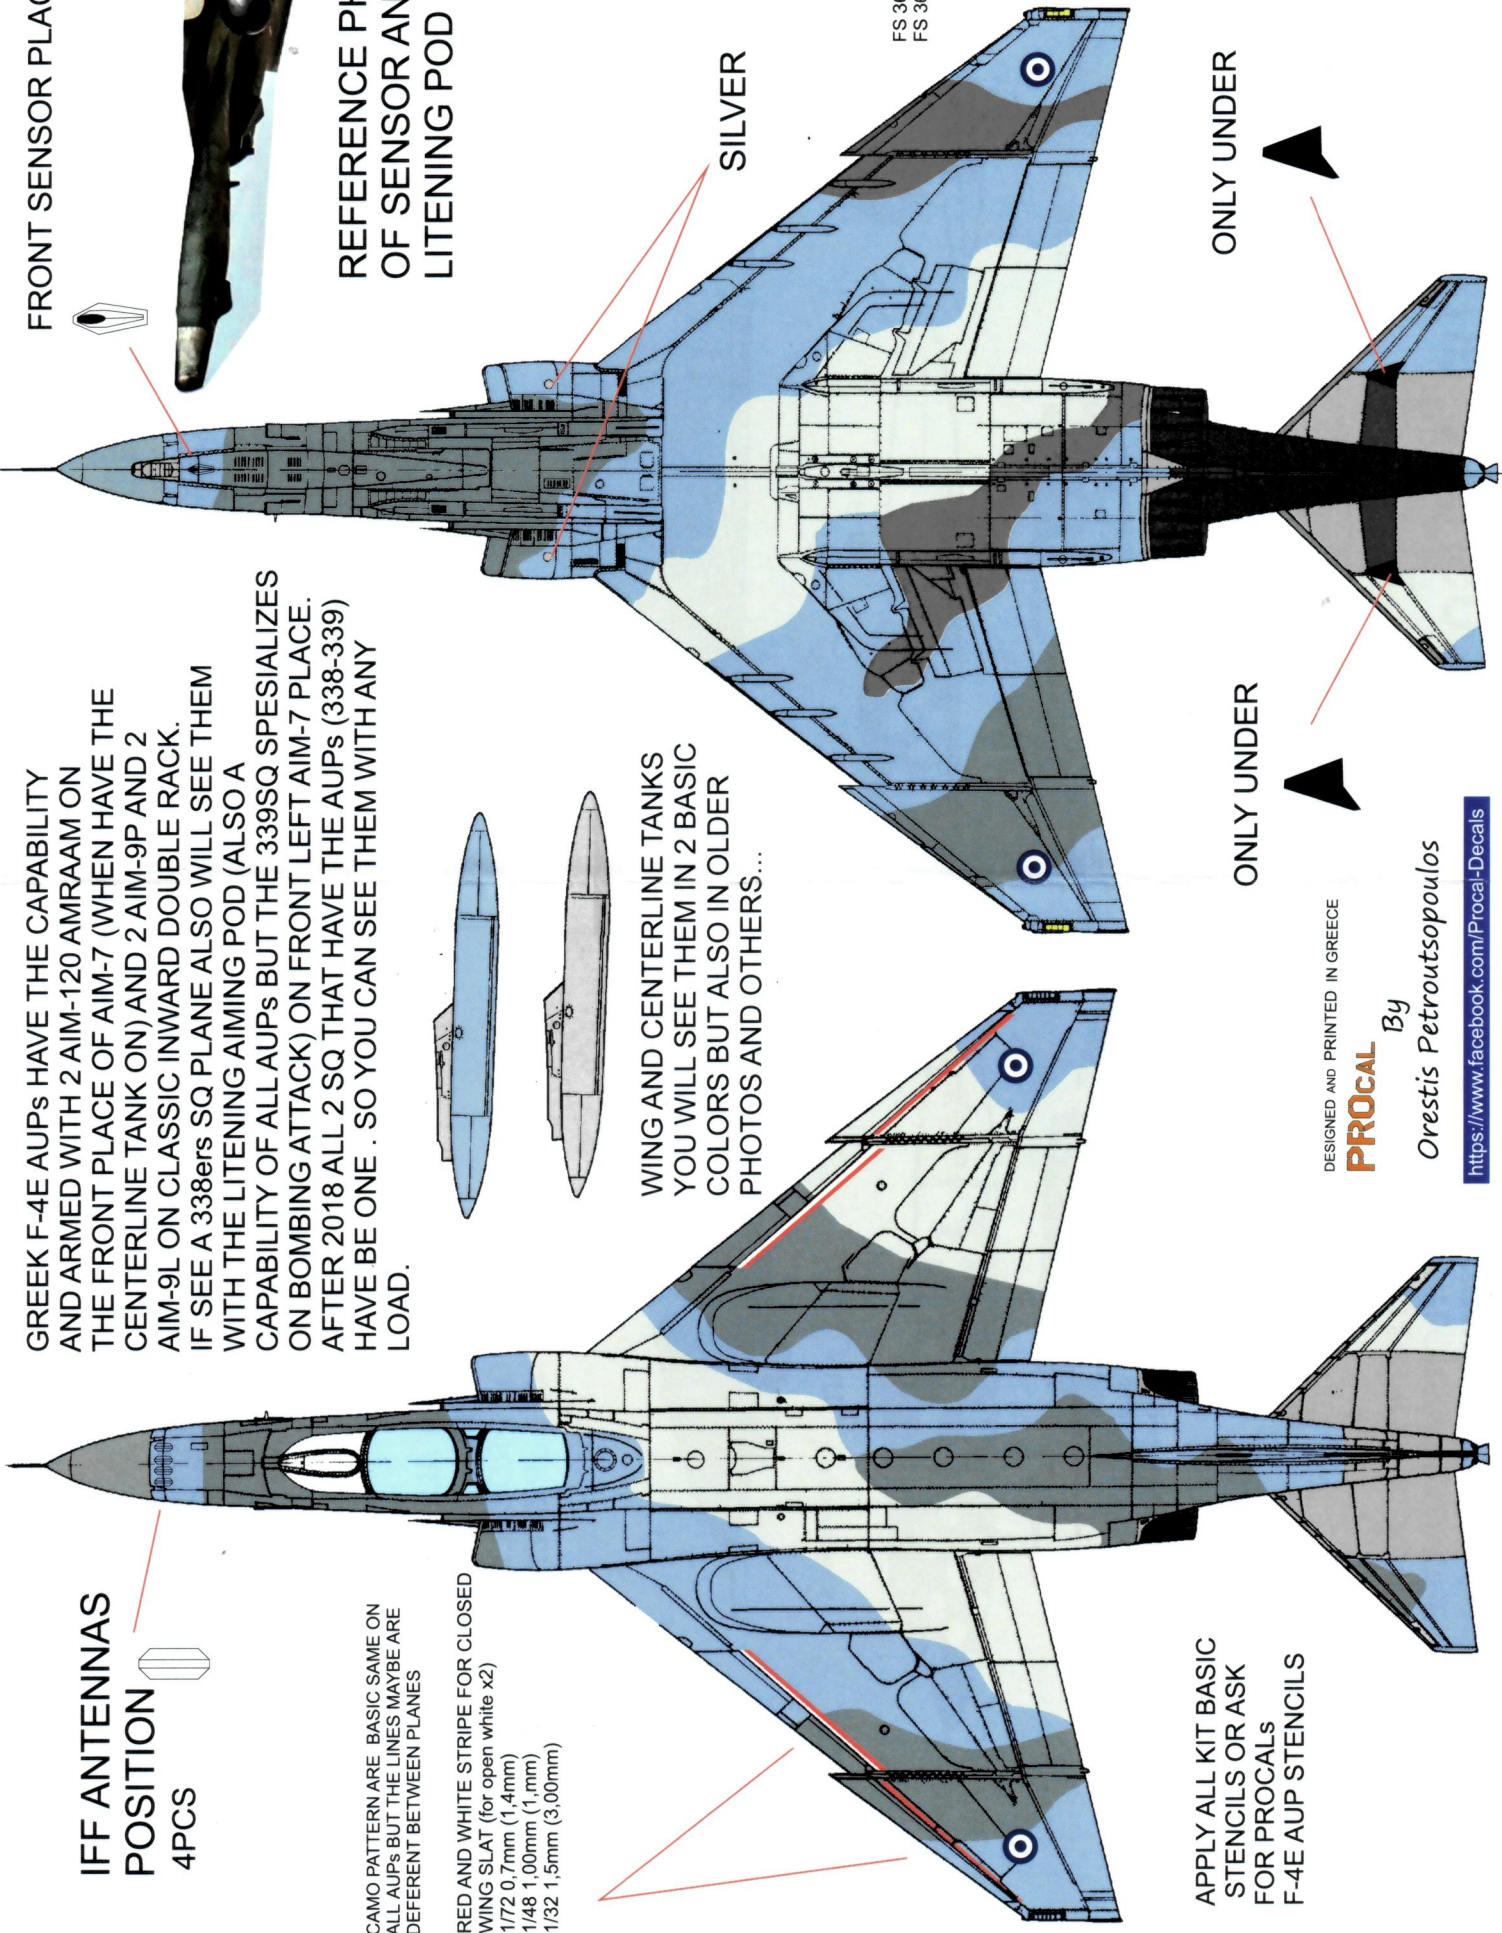 FRONT SENSOR PLAC
REFERENCE PH
OF SENSOR AN
LITENING POD
SILVER
FS 36
FS 36
ONLY UNDER
GREEK F-4E AUPs HAVE THE CAPABILITY
AND ARMED WITH 2 AIM-120 AMRAAM ON
THE FRONT PLACE OF AIM-7 (WHEN HAVE THE
CENTERLINE TANK ON) AND 2 AIM-9P AND 2
AIM-9L ON CLASSIC INWARD DOUBLE RACK.
IF SEE A 338ers SQ PLANE ALSO WILL SEE THEM
WITH THE LITENING AIMING POD (ALSO A
CAPABILITY OF ALL AUPs BUT THE 339SQ SPESIALIZES
ON BOMBING ATTACK) ON FRONT LEFT AIM-7 PLACE.
AFTER 2018 ALL 2 SQ THAT HAVE THE AUPs (338-339)
HAVE BE ONE . SO YOU CAN SEE THEM WITH ANY
LOAD.
WING AND CENTERLINE TANKS
YOU WILL SEE THEM IN 2 BASIC
COLORS BUT ALSO IN OLDER
PHOTOS AND OTHERS...
ONLY UNDER
DESIGNED AND PRINTED IN GREECE
PROCAL
By
Orestis Petroutsopoulos
https://www.facebook.com/Procal-Decals
IFF ANTENNAS
POSITION
4PCS
CAMO PATTERN ARE BASIC SAME ON
ALL AUPs BUT THE LINES MAYBE ARE
DEFERENT BETWEEN PLANES
RED AND WHITE STRIPE FOR CLOSED
WING SLAT (for open white x2)
1/72 0,7mm (1,4mm)
1/48 1,00mm (1,mm)
1/32 1,5mm (3,00mm)
APPLY ALL KIT BASIC
STENCILS OR ASK
FOR PROCALs
F-4E AUP STENCILS